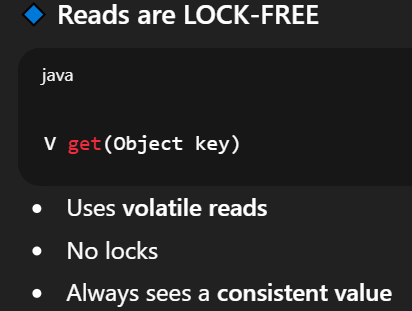 Reads are LOCK-FREE
java
V get(Object key)
Uses volatile reads
No locks
Always sees a consistent value